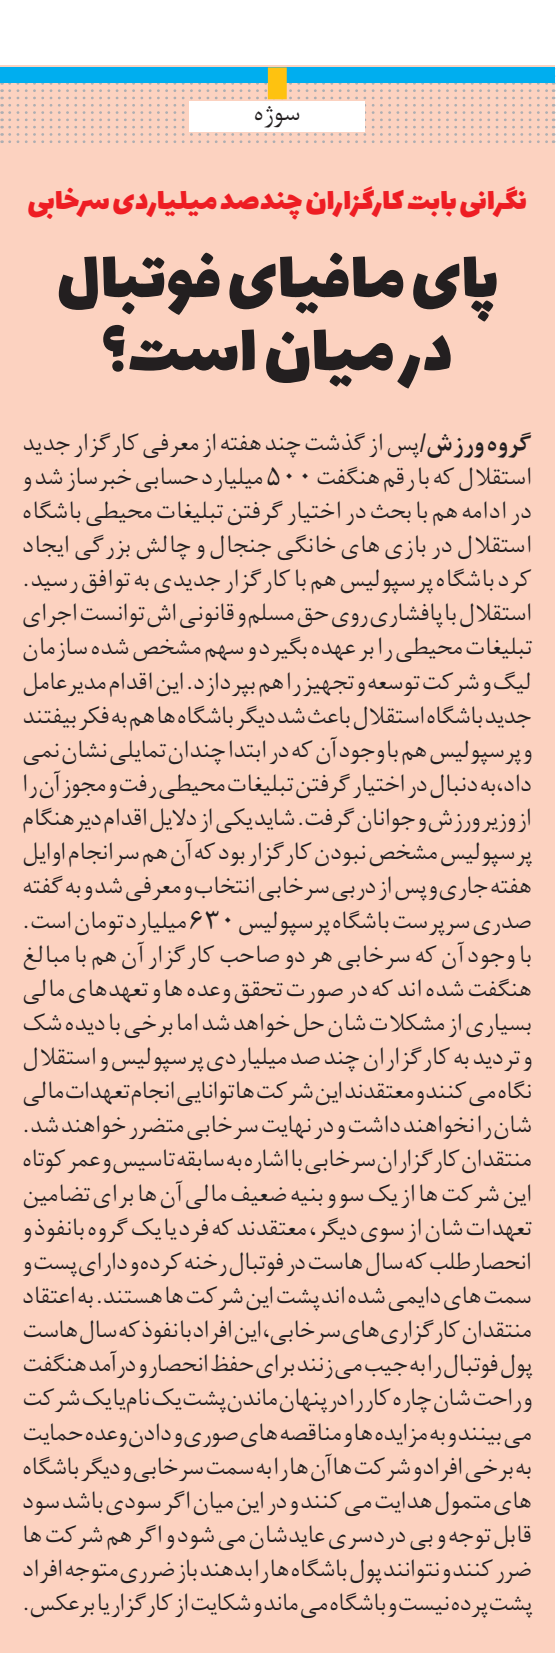 سوژه
نگرانی بابت کارگزاران چندصد میلیاردی سرخابی
پای مافیای فوتبال
در میان است؟
گروه ورزش/پس از گذشت چند هفته از معرفی کارگزار جدید
استقلال که با رقم هنگفت ۵۰۰ میلیارد حسابی خبرساز شد و
در ادامه هم با بحث در اختیار گرفتن تبلیغات محیطی باشگاه
استقلال در بازی های خانگی جنجال و چالش بزرگی ایجاد
کرد باشگاه پرسپولیس هم با کارگزار جدیدی به توافق رسید.
استقلال با پافشاری روی حق مسلم و قانونی اش توانست اجرای
تبلیغات محیطی را بر عهده بگیرد و سهم مشخص شده سازمان
لیگ و شرکت توسعه و تجهیز را هم بپردازد. این اقدام مدیرعامل
جدید باشگاه استقلال باعث شد دیگر باشگاه ها هم به فکر بیفتند
و پرسپولیس هم با وجود آن که در ابتدا چندان تمایلی نشان نمی
داد،به دنبال در اختیار گرفتن تبلیغات محیطی رفت و مجوز آن را
از وزیر ورزش و جوانان گرفت. شاید یکی از دلایل اقدام دیرهنگام
پرسپولیس مشخص نبودن کارگزار بود که آن هم سرانجام اوایل
هفته جاری و پس از دربی سرخابی انتخاب و معرفی شد و به گفته
صدری سرپرست باشگاه پرسپولیس ۶۳۰ میلیارد تومان است.
با وجود آن که سرخابی هر دو صاحب کارگزار آن هم با مبالغ
هنگفت شده اند که در صورت تحقق وعده ها و تعهدهای مالی
بسیاری از مشکلات شان حل خواهد شد اما برخی با دیده شک
و تردید به کارگزاران چند صد میلیاردی پرسپولیس و استقلال
نگاه می کنند و معتقدند این شرکت ها توانایی انجام تعهدات مالی
شان را نخواهند داشت و در نهایت سرخابی متضرر خواهند شد.
منتقدان کارگزاران سرخابی با اشاره به سابقه تاسیس و عمر کوتاه
این شرکت ها از یک سو و بنیه ضعیف مالی آن ها برای تضامین
تعهدات شان از سوی دیگر، معتقدند که فرد یا یک گروه بانفوذ و
انحصارطلب که سال هاست در فوتبال رخنه کرده و دارای پست و
سمت های دایمی شده اند پشت این شرکت ها هستند. به اعتقاد
منتقدان کارگزاری های سرخابی، این افراد بانفوذ که سال هاست
پول فوتبال را به جیب می زنند برای حفظ انحصار و درآمد هنگفت
و راحت شان چاره کار را در پنهان ماندن پشت یک نام یا یک شرکت
می بینند و به مزایده ها و مناقصه های صوری و دادن وعده حمایت
به برخی افراد و شرکت ها آن ها را به سمت سرخابی و دیگر باشگاه
های متمول هدایت می کنند و در این میان اگر سودی باشد سود
قابل توجه و بی دردسری عایدشان می شود و اگر هم شرکت ها
ضرر کنند و نتوانند پول باشگاه ها را بدهند باز ضرری متوجه افراد
پشت پرده نیست و باشگاه می ماند و شکایت از کارگزار یا برعکس.